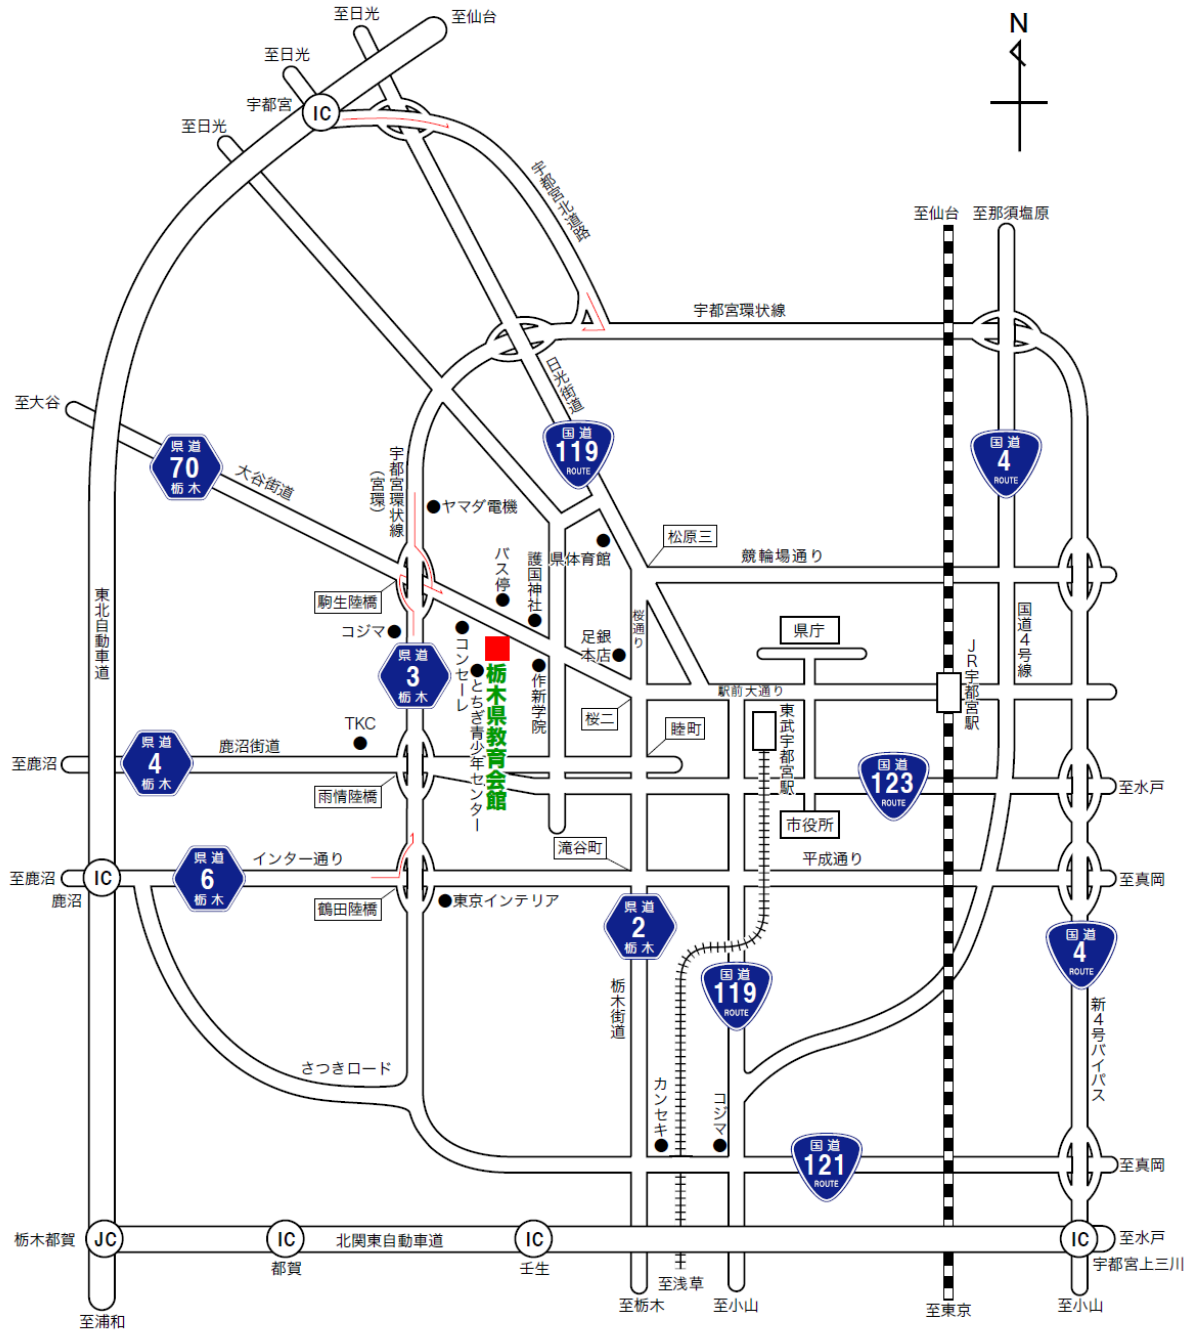 至日光
至仙台
N
至日光
宇都宮
IC
至日光
宇都宮北道路
至仙台
至那須塩原
宇都宮環状線
日光街道
至大谷
国道
119
ROUTE
国道
4
ROUTE
県道
70
栃木
大谷街道
宇都宮環状線
(宮環)
ヤマダ電機
松原三
競輪場通り
バス停
護国神社
県体育館
駒生陸橋
東北自動車道
コジマ
コンセーレ
足銀
本店
桜通り
県庁
国道4号線
JR宇都宮駅
県道
3
栃木
とちぎ青少年センター
栃木県教育会館
作新学院
駅前大通り
桜二
睦町
東武宇都宮駅
TKC
鹿沼街道
県道
4
栃木
至鹿沼
国道
123
ROUTE
至水戸
雨情陸橋
市役所
滝谷町
インター通り
平成通り
県道
6
栃木
至鹿沼
IC
鹿沼
至真岡
鶴田陸橋
東京インテリア
県道
2
栃木
国道
4
ROUTE
国道
119
ROUTE
栃木街道
新4号バイパス
さつきロード
カンセキ
コジマ
国道
121
ROUTE
至真岡
栃木都賀
JC
IC
都賀
北関東自動車道
IC
壬生
IC
至水戸
宇都宮上三川
至浅草
至栃木
至小山
至東京
至小山
至浦和